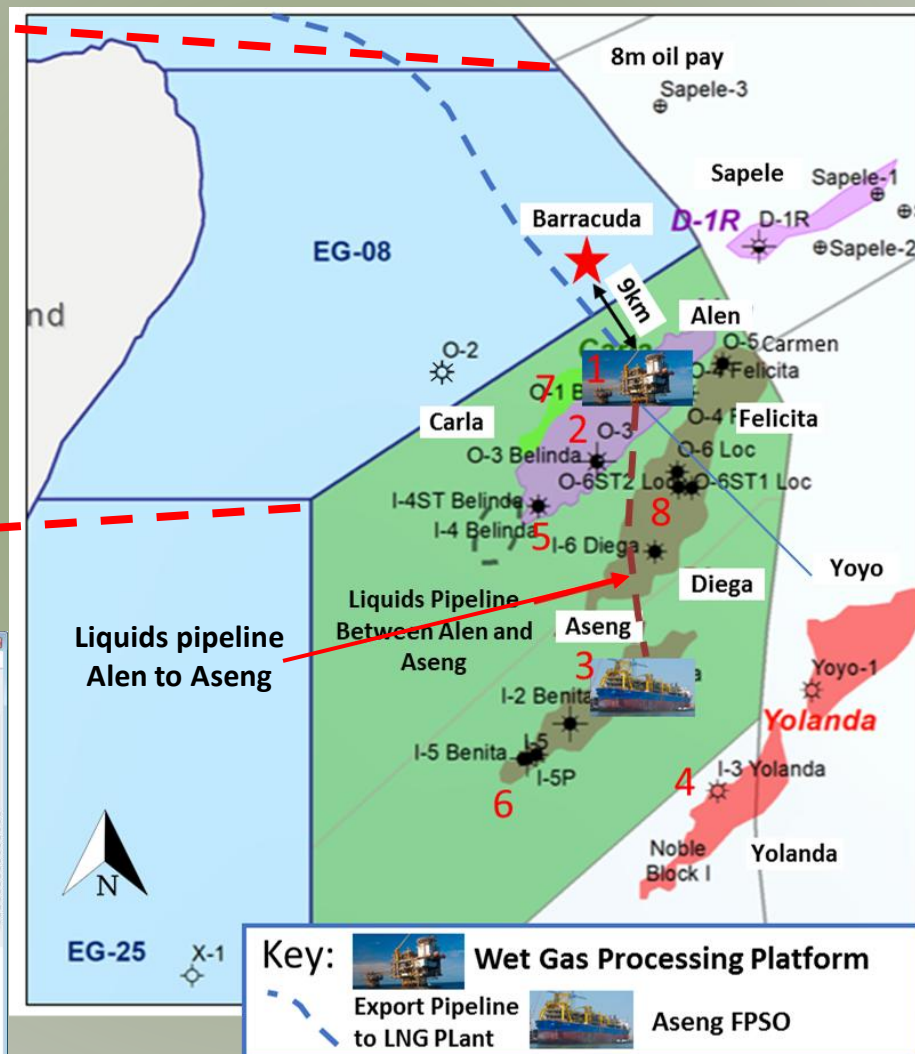 8m oil pay
Sapele-3
Sapele
Sapele-1
D-1R
D-1R
Sapele-2
Barracuda
EG-08
nd
9km
Alen
O-2
O-5 Carmen
1
O-4 Felicita
7
O-1 B
Carla
2
O-3
O-4 F
Felicita
O-3 Belinda
O-6 Loc
O-6ST2 Loc
O-6ST1 Loc
I-4ST Belinda
8
I-4 Belinda
5
I-6 Diega
Yoyo
Diega
Liquids Pipeline
Between Alen and
Aseng
Aseng
Liquids pipeline
Alen to Aseng
3
Yoyo-1
I-2 Benita
Yolanda
I-5
I-5 Benita
I-5P
4
I-3 Yolanda
6
Noble
Block I
Yolanda
N
EG-25
X-1
Key:
Wet Gas Processing Platform
Export Pipeline
to LNG PLant
Aseng FPSO